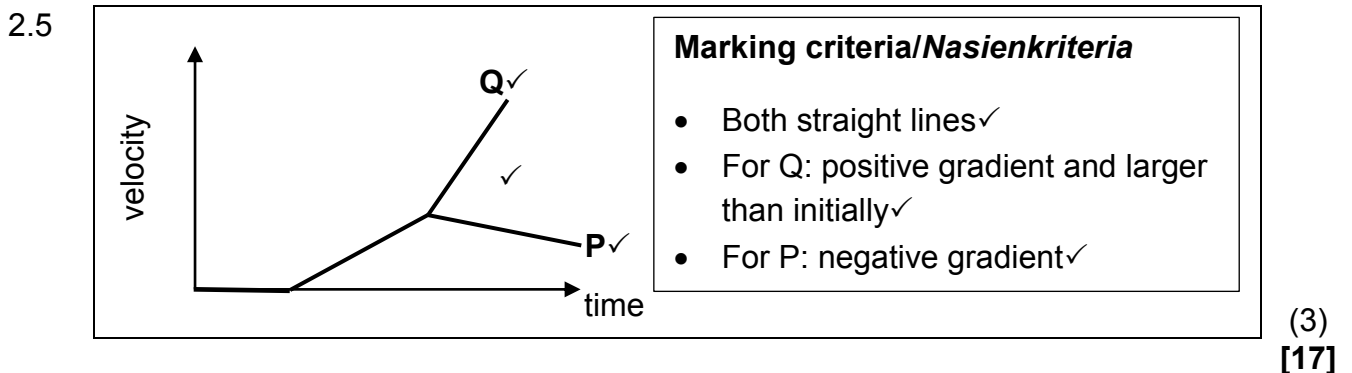 2.5
velocity
Q✓
✓
P✓
time
Marking criteria/Nasienkriteria
• Both straight lines✓
• For Q: positive gradient and larger
than initially✓
• For P: negative gradient✓
(3)
[17]